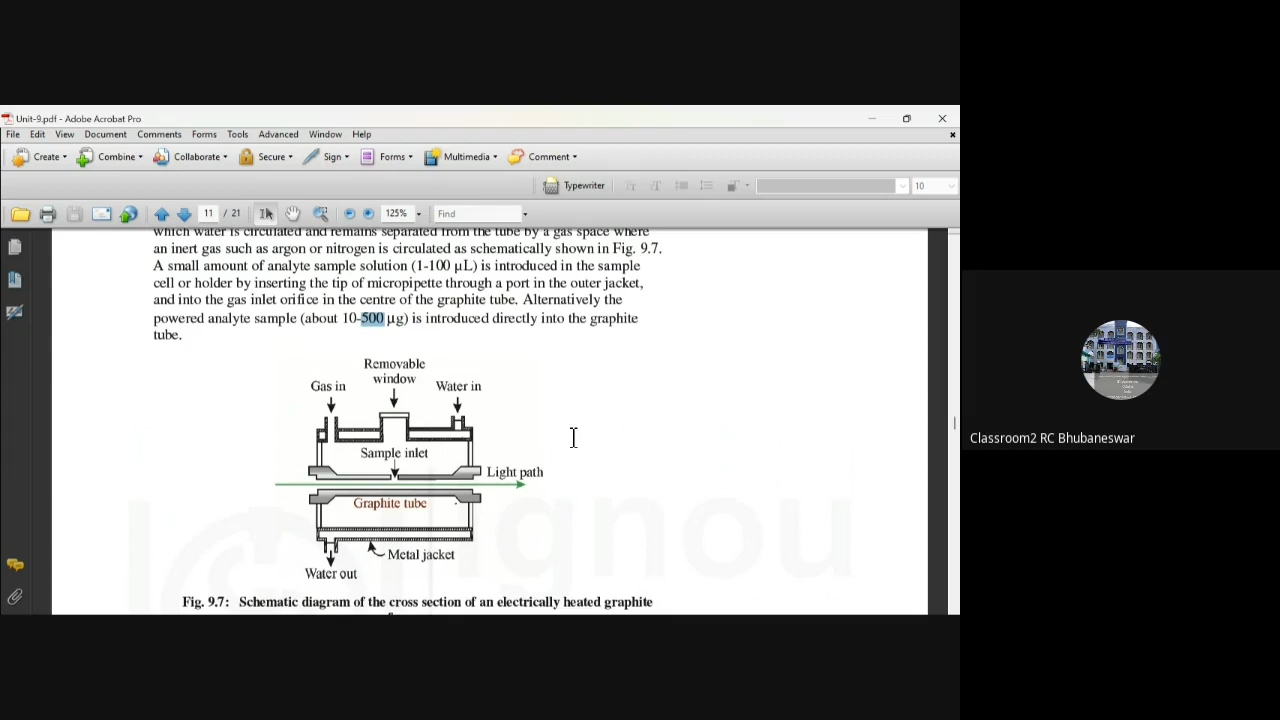 Unit-9.pdf - Adobe Acrobat Pro
File Edit View Document Comments Forms Tools Advanced Window Help
Create Combine Collaborate Secure Sign Forms Multimedia Comment
Typewriter 10
11 / 21 125% Find
which water is circulated and remains separated from the tube by a gas space where
an inert gas such as argon or nitrogen is circulated as schematically shown in Fig. 9.7.
A small amount of analyte sample solution (1-100 µL) is introduced in the sample
cell or holder by inserting the tip of micropipette through a port in the outer jacket,
and into the gas inlet orifice in the centre of the graphite tube. Alternatively the
powered analyte sample (about 10-500 µg) is introduced directly into the graphite
tube.
Removable
window
Gas in
Water in
Sample inlet
Light path
Graphite tube
Metal jacket
Water out
ignou
Fig. 9.7: Schematic diagram of the cross section of an electrically heated graphite
Classroom2 RC Bhubaneswar